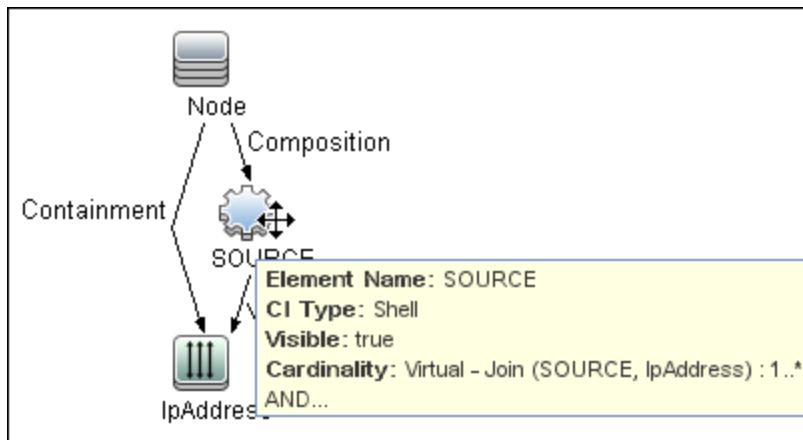 Node
Composition
Containment
SOURCE
Element Name: SOURCE
CI Type: Shell
Visible: true
Cardinality: Virtual - Join (SOURCE, IpAddress) : 1..*
AND...
IpAddress